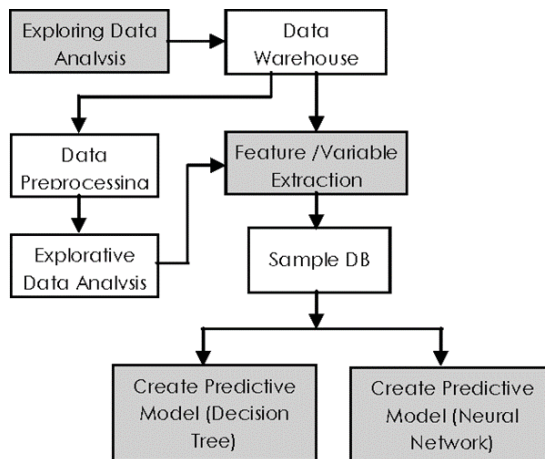 Exploring Data
Analysis
Data
Warehouse
Data
Preprocessing
Feature /Variable
Extraction
Explorative
Data Analysis
Sample DB
Create Predictive
Model (Decision
Tree)
Create Predictive
Model (Neural
Network)